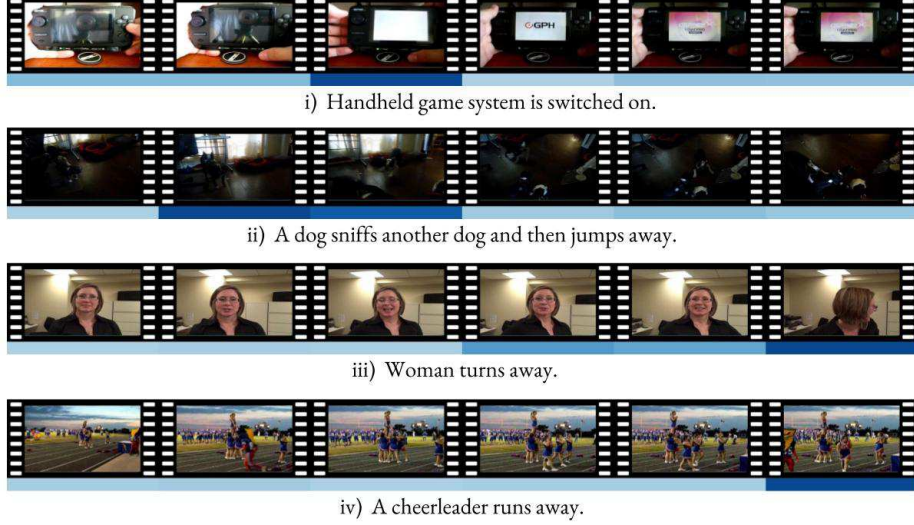 GPH
i) Handheld game system is switched on.
ii) A dog sniffs another dog and then jumps away.
iii) Woman turns away.
iv) A cheerleader runs away.